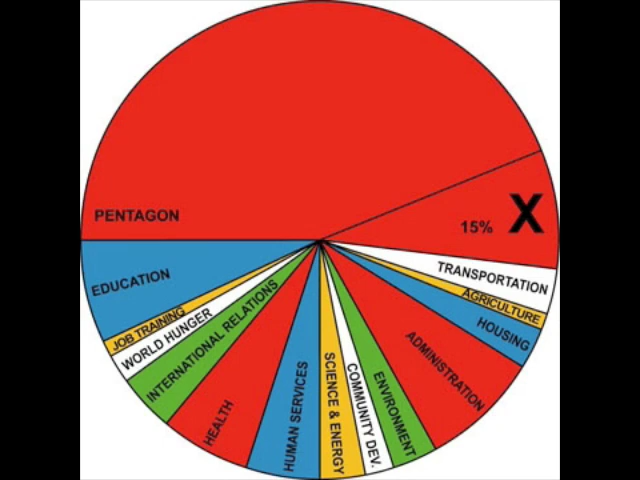 PENTAGON
15% X
TRANSPORTATION
AGRICULTURE
HOUSING
ADMINISTRATION
ENVIRONMENT
COMMUNITY DEV.
SCIENCE & ENERGY
HUMAN SERVICES
HEALTH
INTERNATIONAL RELATIONS
WORLD HUNGER
JOB TRAINING
EDUCATION